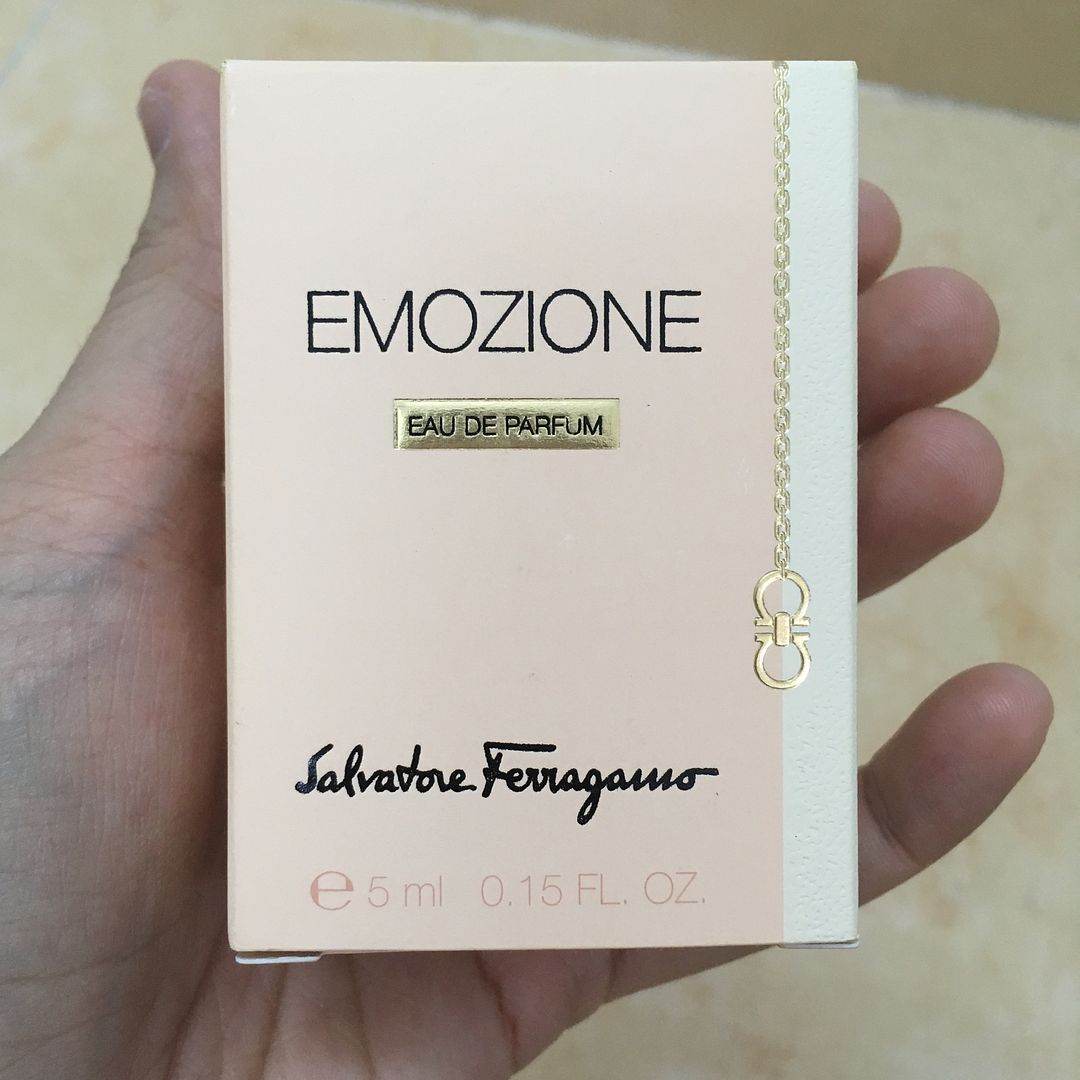 EMOZIONE
EAU DE PARFUM
Salvatore Ferragamo
℮ 5 ml 0.15 FL. OZ.